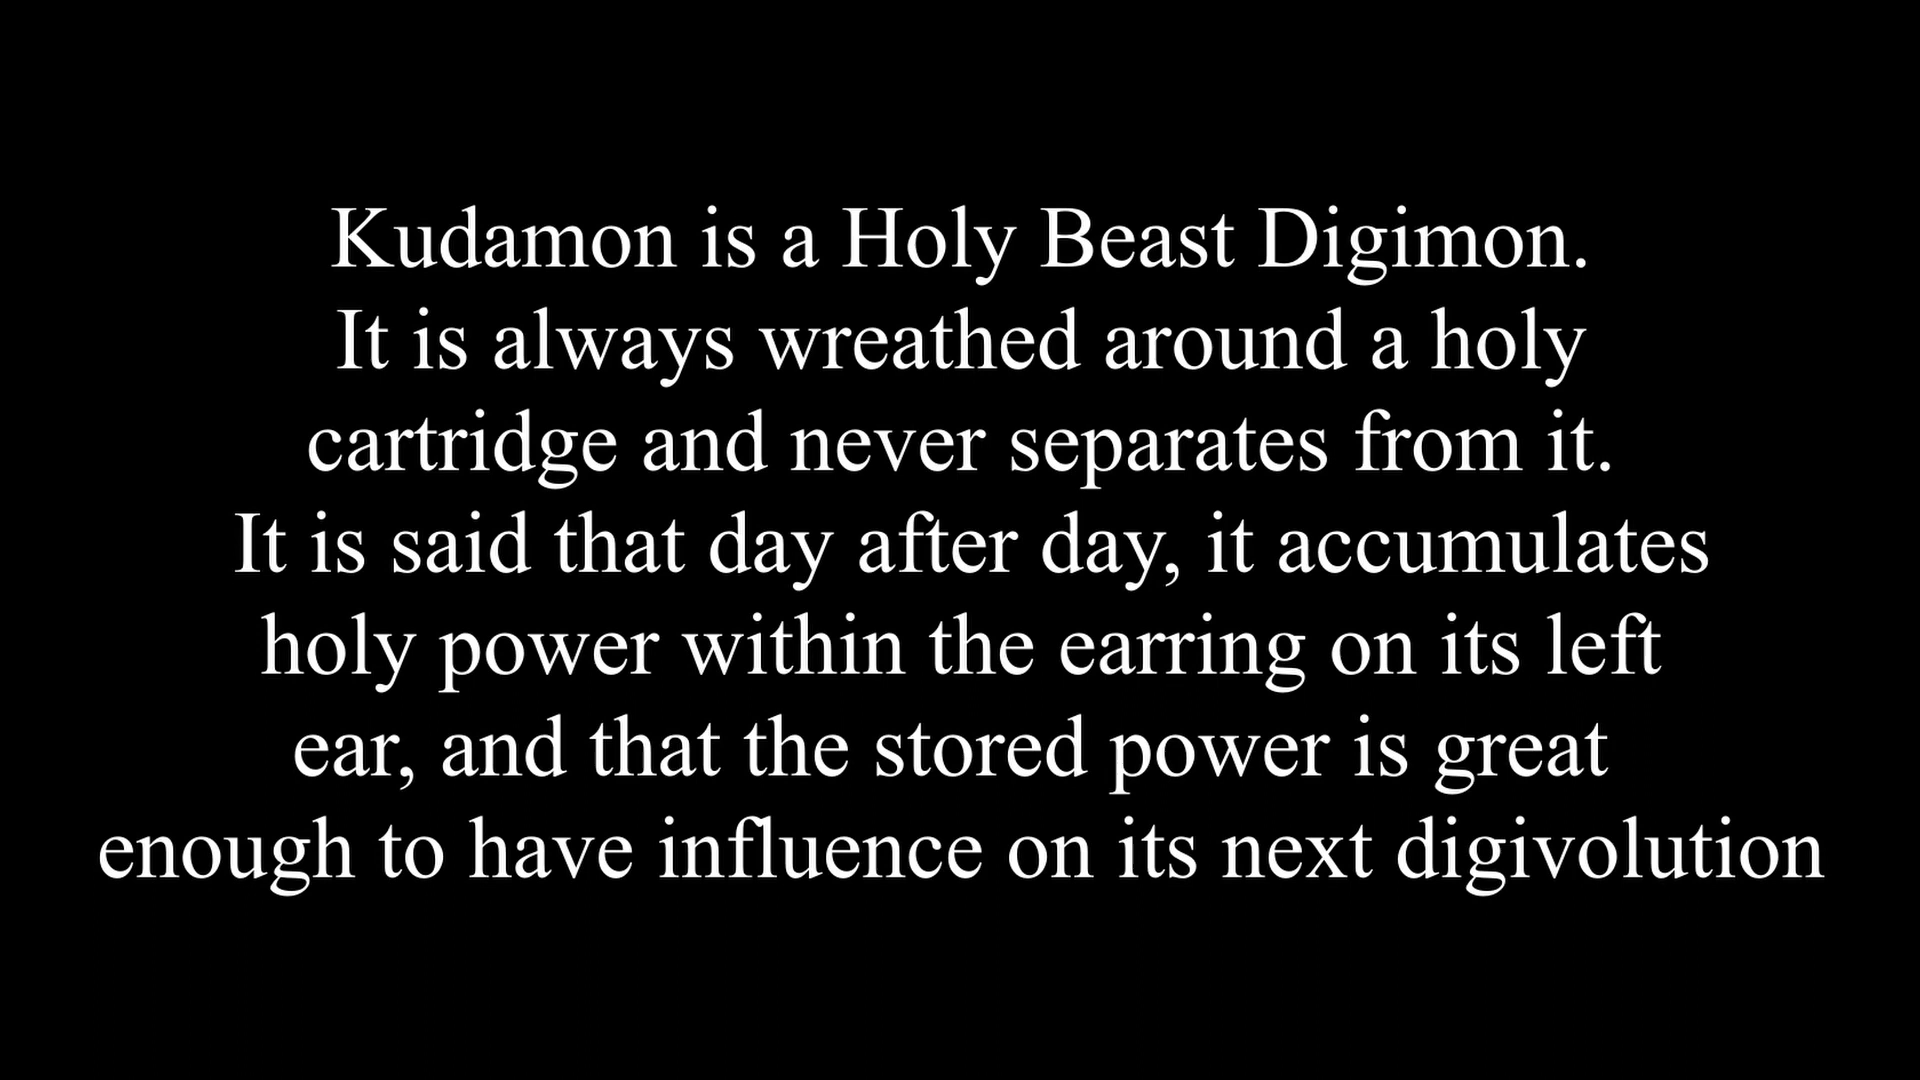 Kudamon is a Holy Beast Digimon.
It is always wreathed around a holy
cartridge and never separates from it.
It is said that day after day, it accumulates
holy power within the earring on its left
ear, and that the stored power is great
enough to have influence on its next digivolution